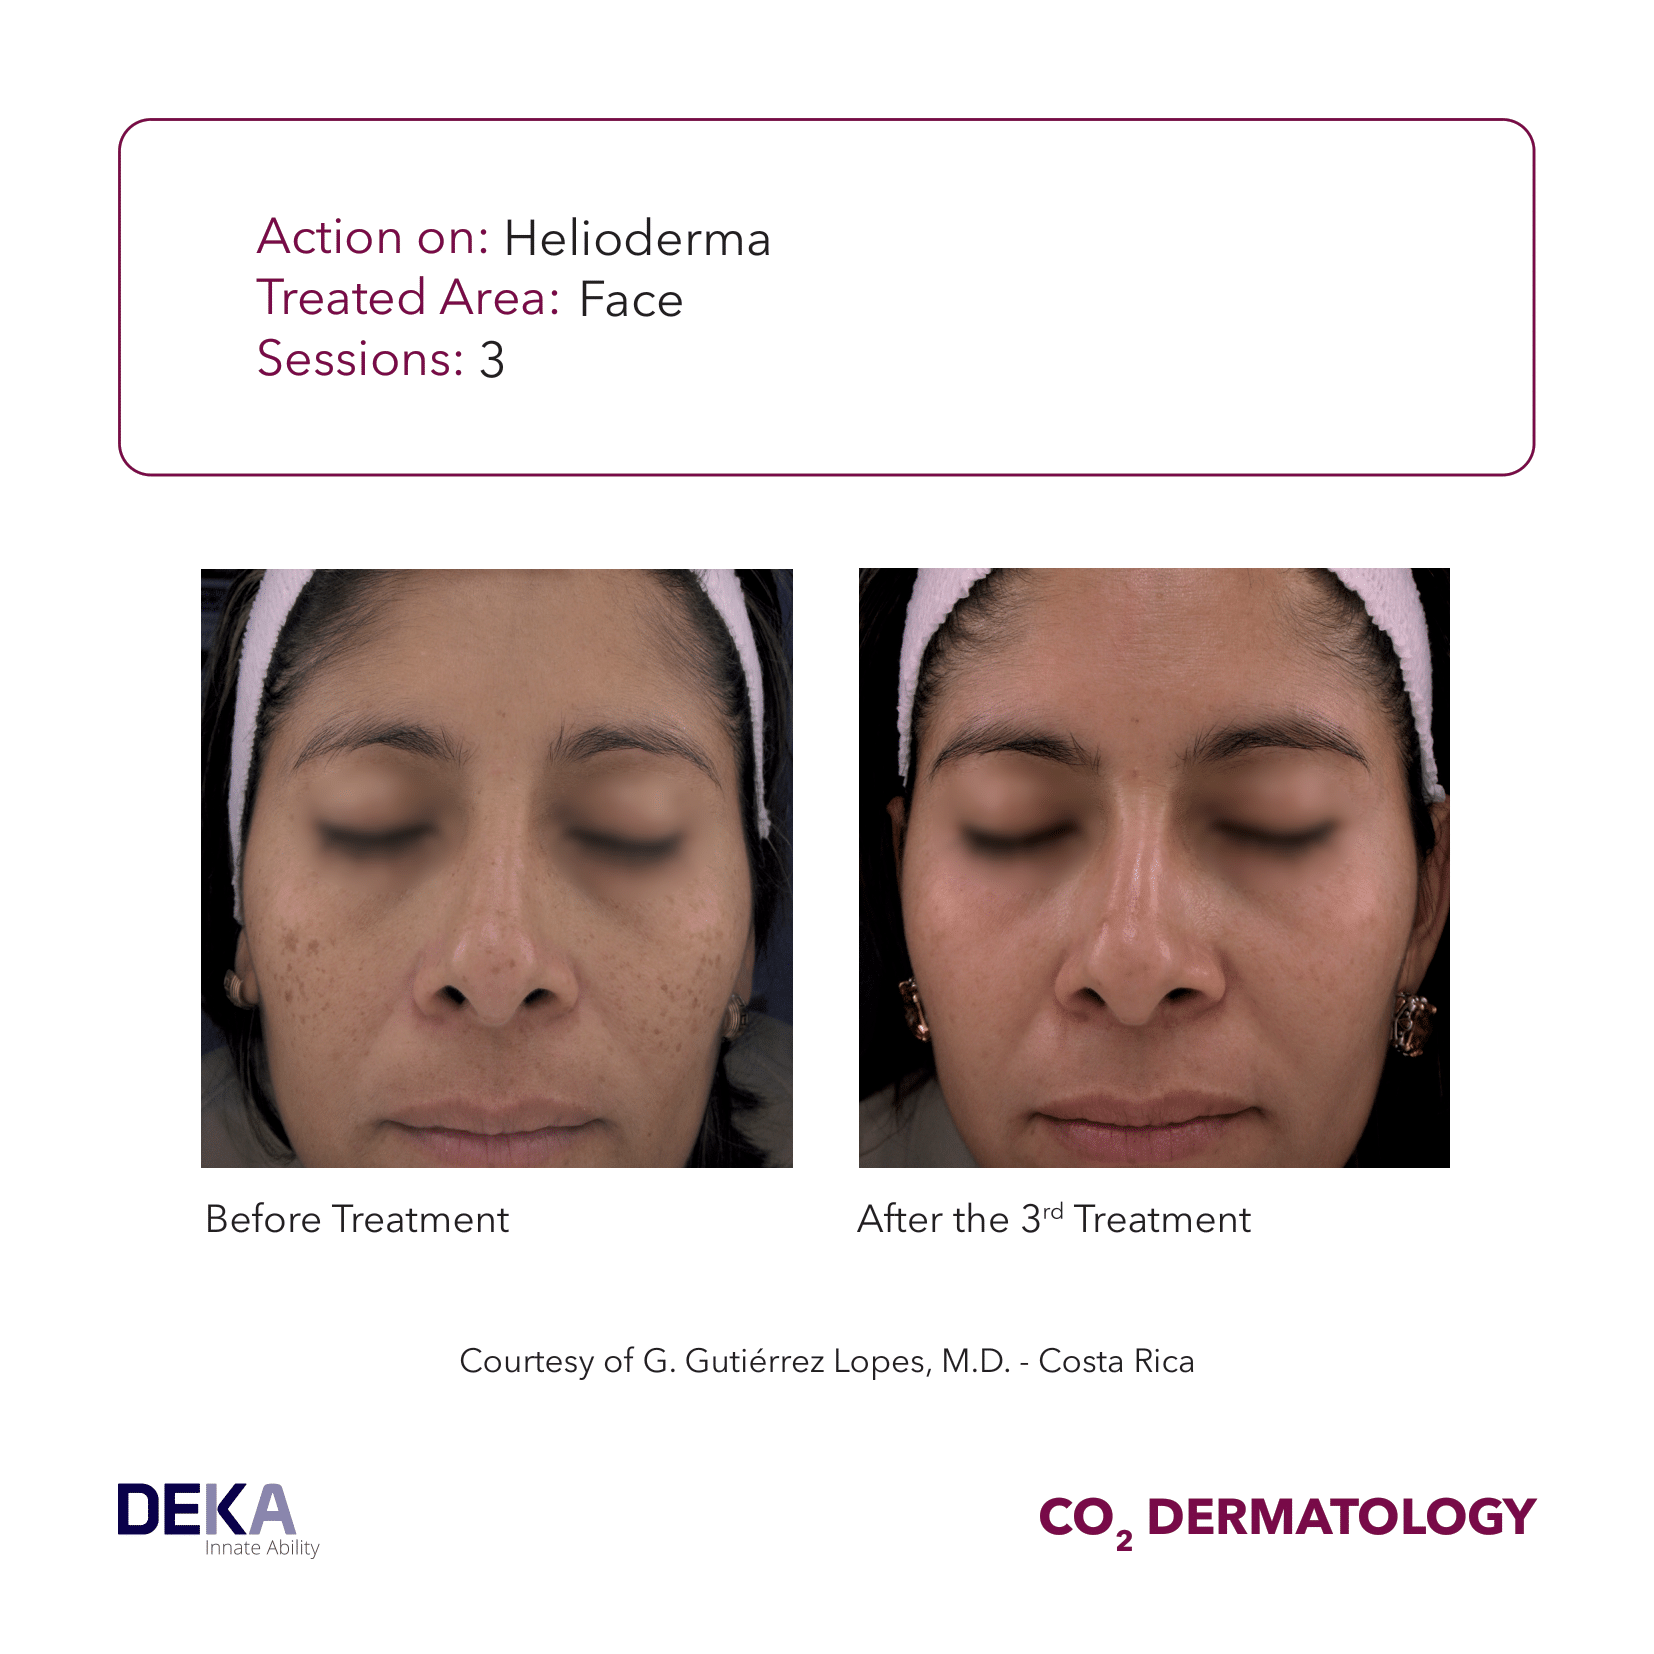 Action on: Helioderma
Treated Area: Face
Sessions: 3
Before Treatment
After the 3rd Treatment
Courtesy of G. Gutiérrez Lopes, M.D. - Costa Rica
DEKA
Innate Ability
CO2 DERMATOLOGY